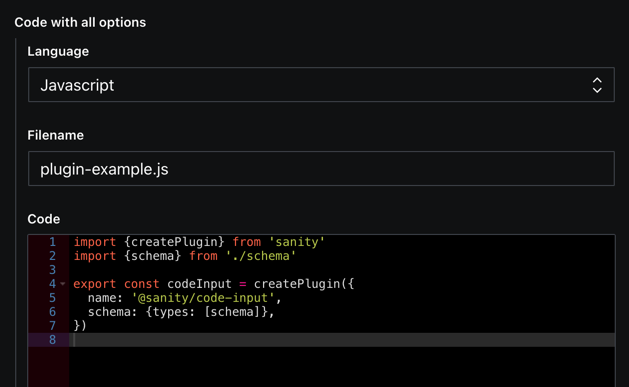 Code with all options
Language
Javascript
Filename
plugin-example.js
Code
1 import {createPlugin} from 'sanity'
2 import {schema} from './schema'
3
4 export const codeInput = createPlugin({
5   name: '@sanity/code-input',
6   schema: {types: [schema]},
7 })
8